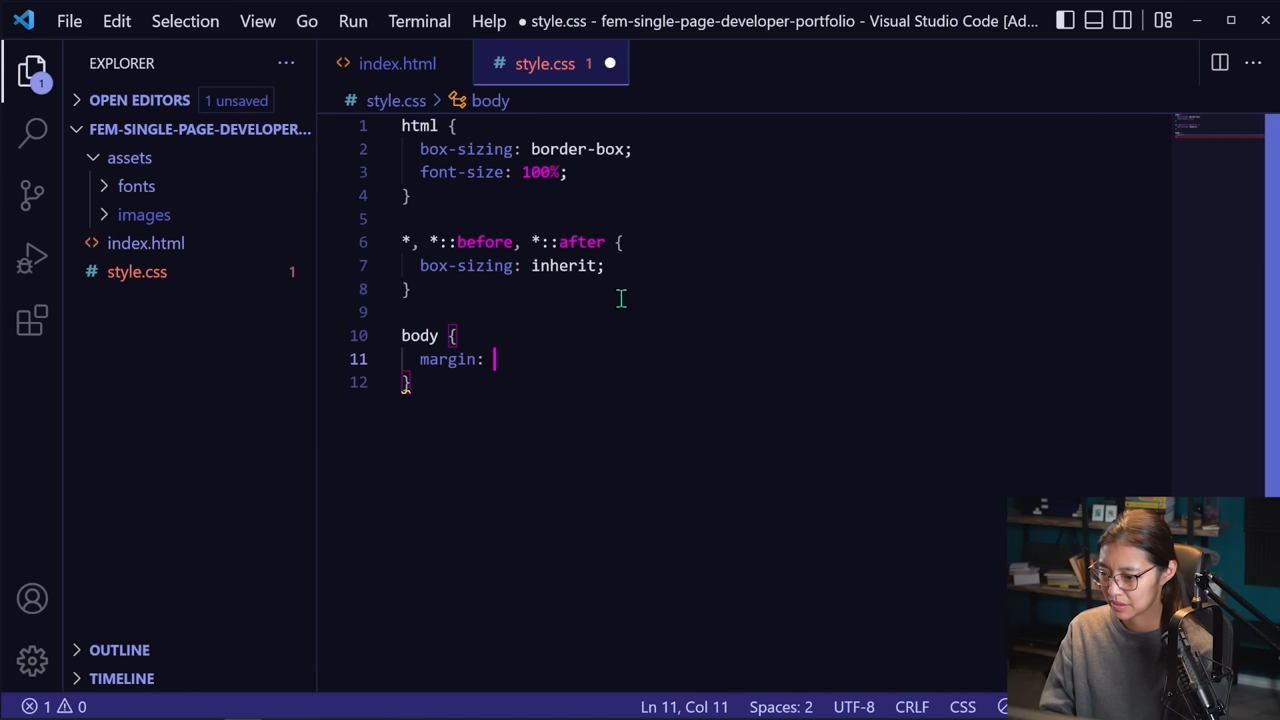 File Edit Selection View Go Run Terminal Help ● style.css - fem-single-page-developer-portfolio - Visual Studio Code [Ad...
EXPLORER ...
OPEN EDITORS 1 unsaved
FEM-SINGLE-PAGE-DEVELOPER...
assets
fonts
images
index.html
style.css 1
OUTLINE
TIMELINE
1
index.html
# style.css 1 ●
# style.css > body
1 html {
2 box-sizing: border-box;
3 font-size: 100%;
4 }
5
6 *, *::before, *::after {
7 box-sizing: inherit;
8 }
9
10 body {
11 margin:
12 }
1 0 Ln 11, Col 11 Spaces: 2 UTF-8 CRLF CSS